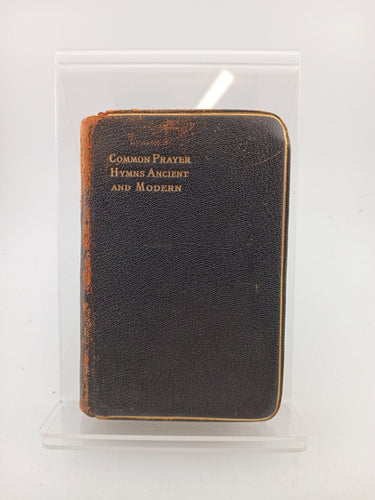 COMMON PRAYER
HYMNS ANCIENT
AND MODERN